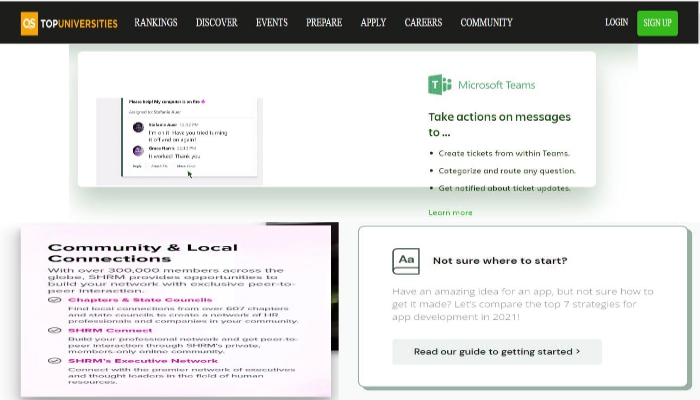 QS TOPUNIVERSITIES RANKINGS DISCOVER EVENTS PREPARE APPLY CAREERS COMMUNITY LOGIN SIGN UP
Please help! My computer is on fire
Assigned to: Stefanie Auer
Stefanie Auer
I'm on it. Have you tried turning
it off and on again?
Grace Harris
It worked! Thank you
Reply
Microsoft Teams
Take actions on messages
to ...
• Create tickets from within Teams.
• Categorize and route any question.
• Get notified about ticket updates.
Learn more
Community & Local
Connections
With over 300,000 members across the
globe, SHRM provides opportunities to
build your network with exclusive peer-to-
peer interaction.
Chapters & State Councils
Find local connections from over 607 chapters
and state councils to create a network of HR
professionals and companies in your community.
SHRM Connect
Build your professional network and get peer-to-
peer interaction through SHRM's private,
members-only online community.
SHRM's Executive Network
Connect with the premier network of executives
and thought leaders in the field of human
resources.
Aa Not sure where to start?
Have an amazing idea for an app, but not sure how to
get it made? Let's compare the top 7 strategies for
app development in 2021!
Read our guide to getting started >